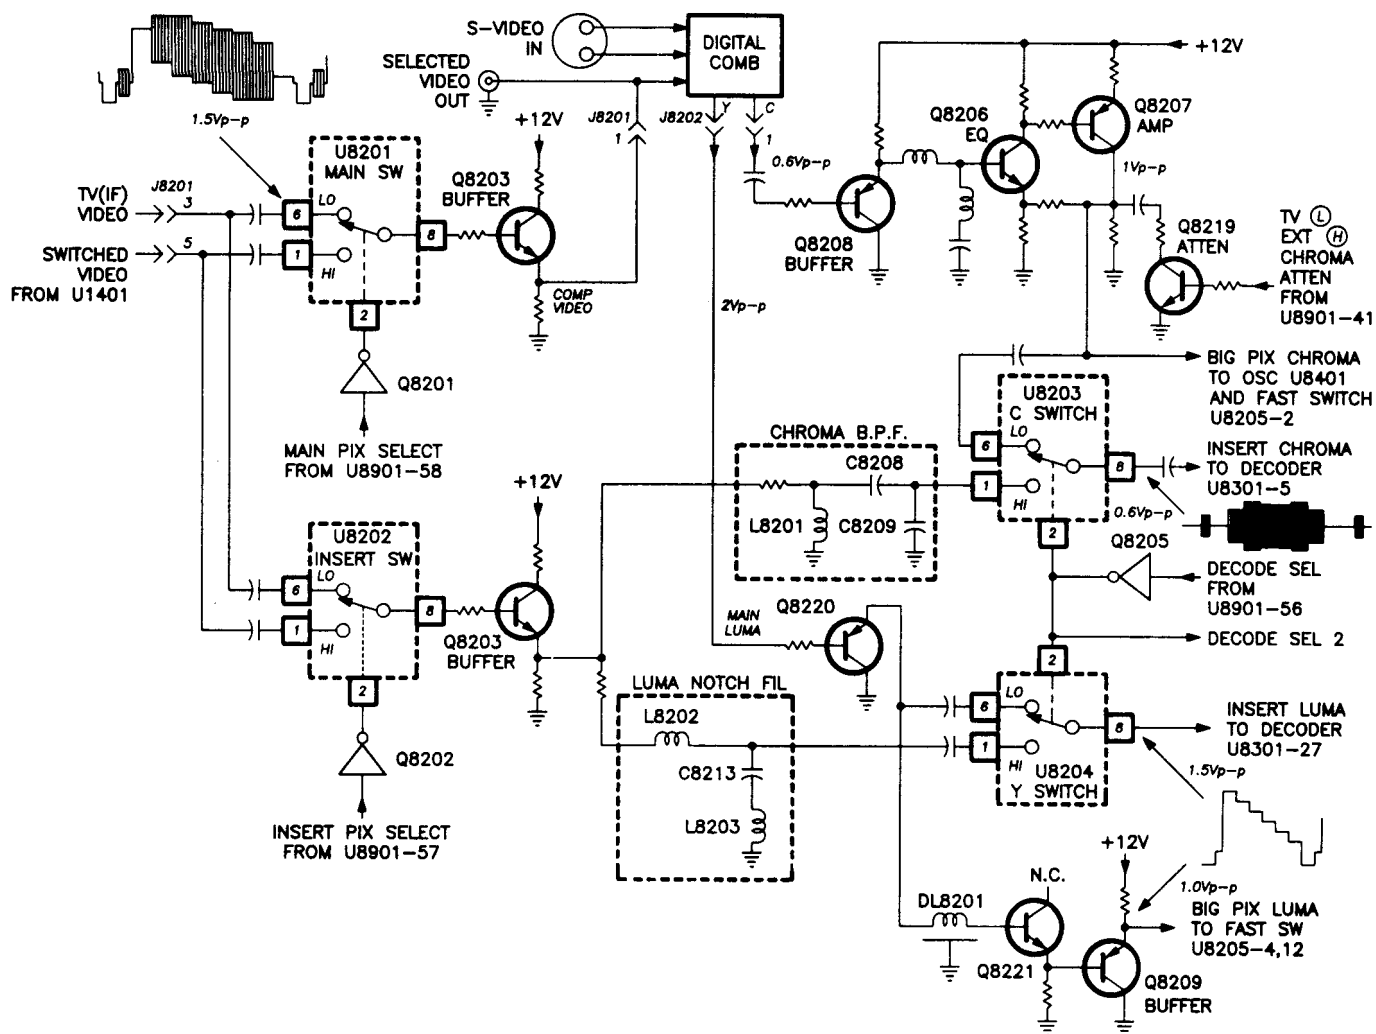 S-VIDEO
IN
SELECTED
VIDEO
OUT
DIGITAL
COMB
+12V
1.5Vp-p
+12V
J8201
1
J8202
Y
C
1
0.6Vp-p
Q8206
EQ
Q8207
AMP
1Vp-p
U8201
MAIN SW
Q8203
BUFFER
TV(IF)
VIDEO
J8201
3
6
LO
8
SWITCHED
VIDEO
FROM U1401
5
1
HI
2
COMP
VIDEO
Q8208
BUFFER
Q8219
ATTEN
TV L
EXT H
CHROMA
ATTEN
FROM
U8901-41
2Vp-p
Q8201
MAIN PIX SELECT
FROM U8901-58
BIG PIX CHROMA
TO OSC U8401
AND FAST SWITCH
U8205-2
U8203
C SWITCH
6
LO
8
1
HI
2
INSERT CHROMA
TO DECODER
U8301-5
0.6Vp-p
CHROMA B.P.F.
C8208
L8201
C8209
+12V
U8202
INSERT SW
6
LO
8
1
HI
2
Q8203
BUFFER
Q8205
DECODE SEL
FROM
U8901-56
DECODE SEL 2
Q8220
MAIN
LUMA
LUMA NOTCH FIL
L8202
C8213
L8203
2
6
LO
8
1
HI
U8204
Y SWITCH
INSERT LUMA
TO DECODER
U8301-27
1.5Vp-p
Q8202
INSERT PIX SELECT
FROM U8901-57
+12V
1.0Vp-p
N.C.
DL8201
BIG PIX LUMA
TO FAST SW
U8205-4,12
Q8221
Q8209
BUFFER